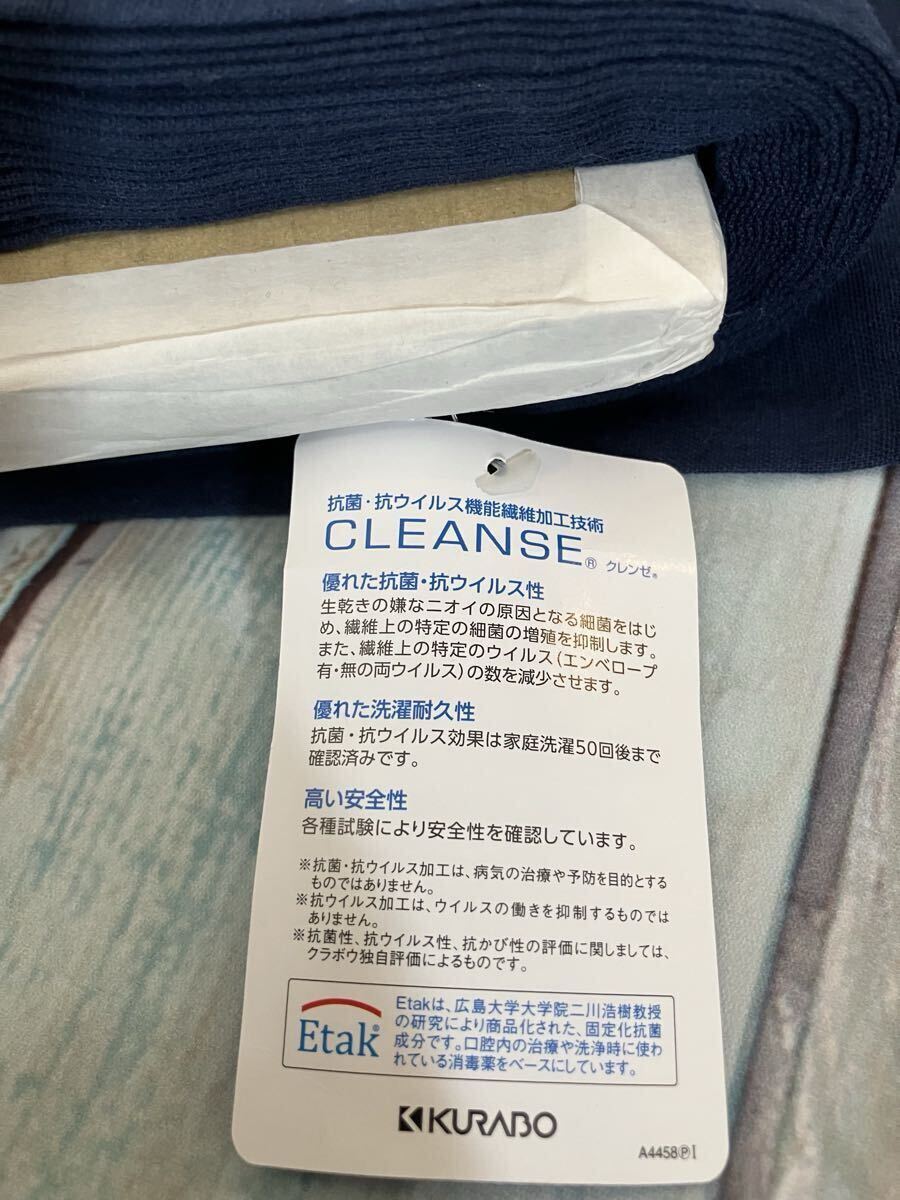 抗菌・抗ウイルス機能繊維加工技術
CLEANSE® クレンゼ®
優れた抗菌・抗ウイルス性
生乾きの嫌なニオイの原因となる細菌をはじ
め、繊維上の特定の細菌の増殖を抑制します。
また、繊維上の特定のウイルス(エンベロープ
有・無の両ウイルス)の数を減少させます。
優れた洗濯耐久性
抗菌・抗ウイルス効果は家庭洗濯50回後まで
確認済みです。
高い安全性
各種試験により安全性を確認しています。
※抗菌・抗ウイルス加工は、病気の治療や予防を目的とする
ものではありません。
※抗ウイルス加工は、ウイルスの働きを抑制するものでは
ありません。
※抗菌性、抗ウイルス性、抗かび性の評価に関しましては、
クラボウ独自評価によるものです。
Etak®
Etakは、広島大学大学院二川浩樹教授
の研究により商品化された、固定化抗菌
成分です。口腔内の治療や洗浄時に使わ
れている消毒薬をベースにしています。
KURABO
A4458ⓅI